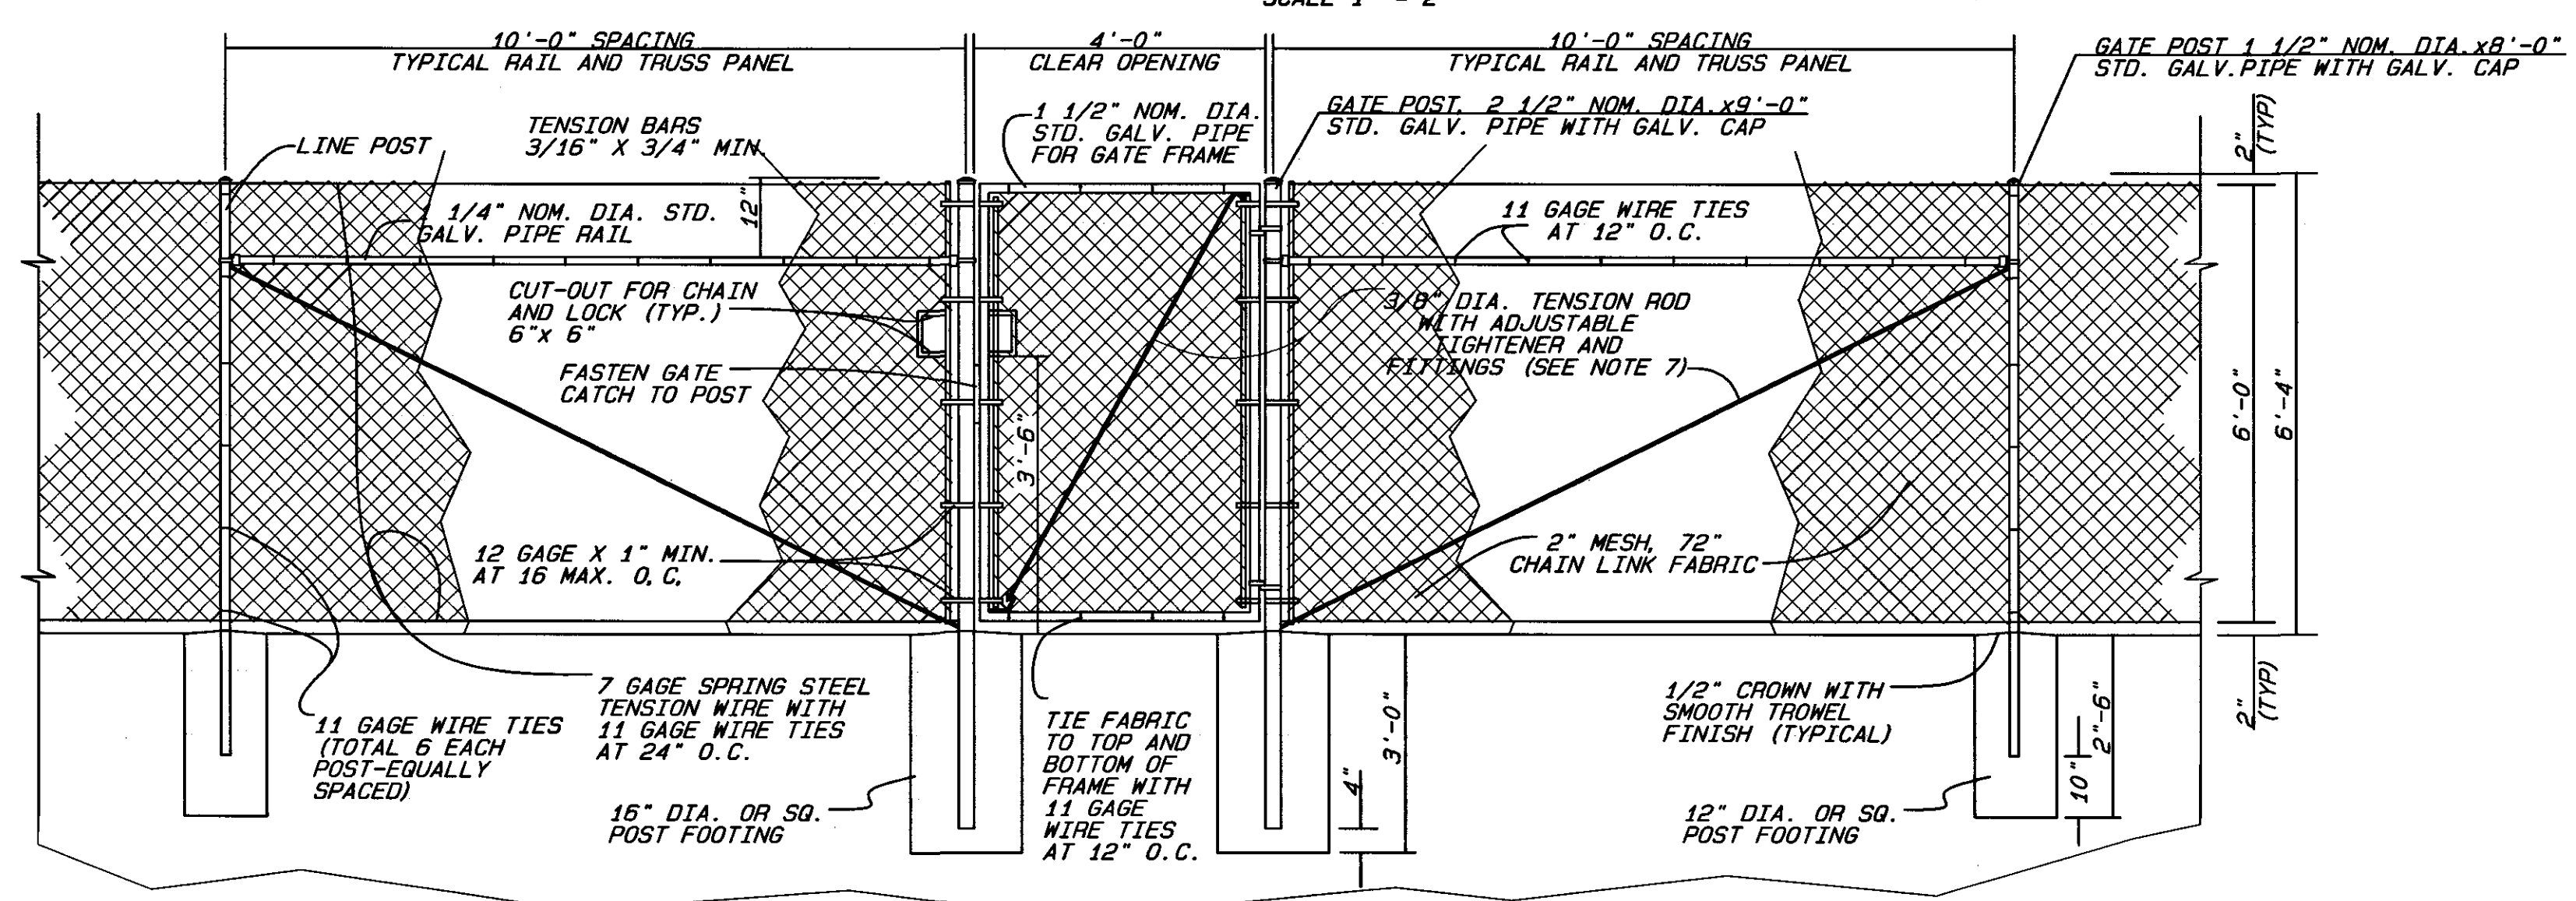 SCALE 1" = 2'
10'-0" SPACING
TYPICAL RAIL AND TRUSS PANEL
4'-0"
CLEAR OPENING
10'-0" SPACING
TYPICAL RAIL AND TRUSS PANEL
GATE POST 1 1/2" NOM. DIA.x8'-0"
STD. GALV.PIPE WITH GALV. CAP
LINE POST
TENSION BARS
3/16" X 3/4" MIN.
1 1/2" NOM. DIA.
STD. GALV. PIPE
FOR GATE FRAME
GATE POST, 2 1/2" NOM. DIA.x9'-0"
STD. GALV. PIPE WITH GALV. CAP
2"
(TYP)
12"
1/4" NOM. DIA. STD.
GALV. PIPE RAIL
11 GAGE WIRE TIES
AT 12" O.C.
CUT-OUT FOR CHAIN
AND LOCK (TYP.)
6"x 6"
3/8" DIA. TENSION ROD
WITH ADJUSTABLE
TIGHTENER AND
FITTINGS (SEE NOTE 7)
FASTEN GATE
CATCH TO POST
3'-6"
6'-0"
6'-4"
12 GAGE X 1" MIN.
AT 16 MAX. O,C,
2" MESH, 72"
CHAIN LINK FABRIC
7 GAGE SPRING STEEL
TENSION WIRE WITH
11 GAGE WIRE TIES
AT 24" O.C.
11 GAGE WIRE TIES
(TOTAL 6 EACH
POST-EQUALLY
SPACED)
16" DIA. OR SQ.
POST FOOTING
TIE FABRIC
TO TOP AND
BOTTOM OF
FRAME WITH
11 GAGE
WIRE TIES
AT 12" O.C.
4"
3'-0"
1/2" CROWN WITH
SMOOTH TROWEL
FINISH (TYPICAL)
12" DIA. OR SQ.
POST FOOTING
10"
2"-6"
2"
(TYP)